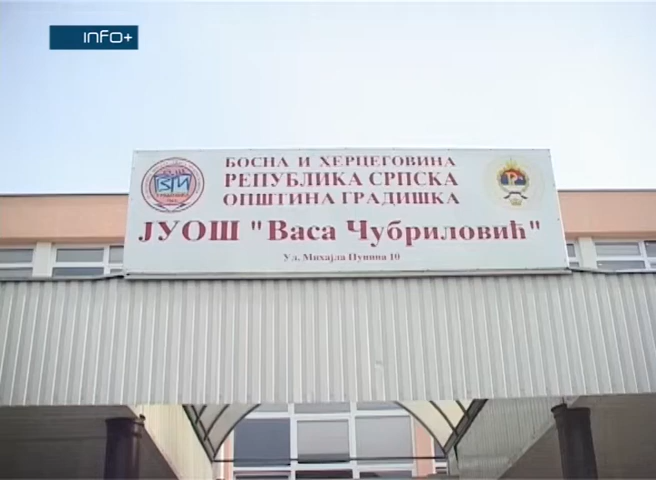 INFO+
БОСНА И ХЕРЦЕГОВИНА
РЕПУБЛИКА СРПСКА
ОПШТИНА ГРАДИШКА
ЈУОШ "Васа Чубриловић"
Ул. Михајла Пупина 10